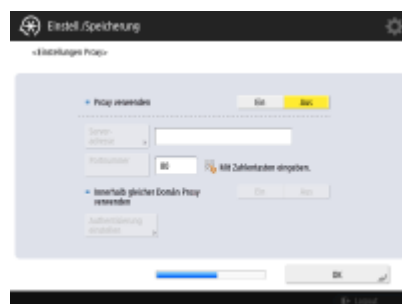 Einstell./Speicherung
<Einstellungen Proxy>
Proxy verwenden
Ein
Aus
Server-
adresse
Portnummer
80
Mit Zahlentasten eingeben.
Innerhalb gleicher Domän Proxy
verwenden
Ein
Aus
Authentisierung
einstellen
OK
Logout